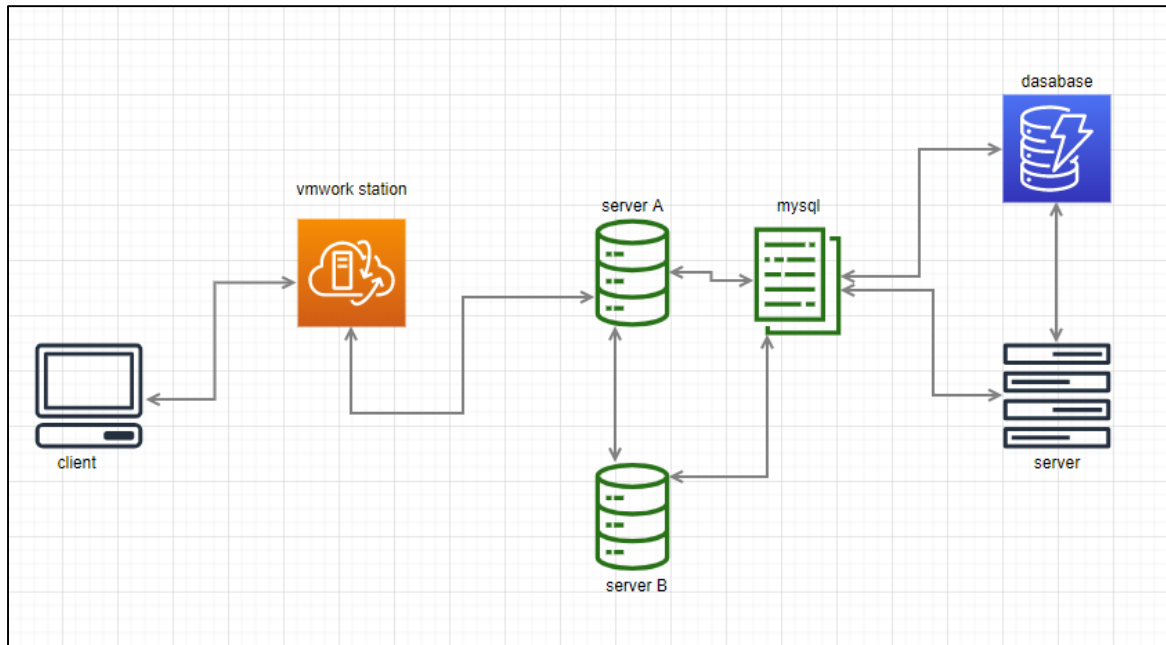 dasabase
vmwork station
server A
mysql
client
server
server B